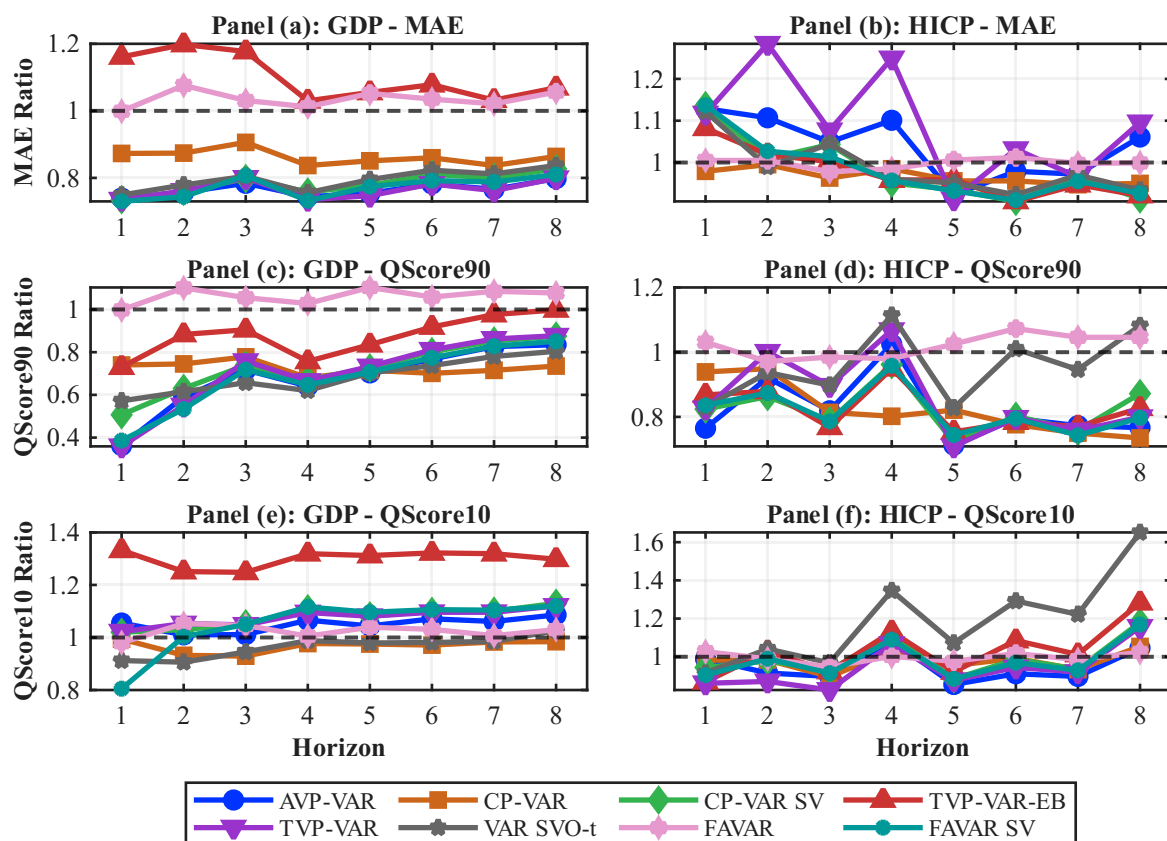 Panel (a): GDP - MAE
MAE Ratio
1.2
1
0.8
1 2 3 4 5 6 7 8
Panel (b): HICP - MAE
1.2
1.1
1
1 2 3 4 5 6 7 8
Panel (c): GDP - QScore90
QScore90 Ratio
1
0.8
0.6
0.4
1 2 3 4 5 6 7 8
Panel (d): HICP - QScore90
1.2
1
0.8
1 2 3 4 5 6 7 8
Panel (e): GDP - QScore10
QScore10 Ratio
1.4
1.2
1
0.8
1 2 3 4 5 6 7 8
Horizon
Panel (f): HICP - QScore10
1.6
1.4
1.2
1
1 2 3 4 5 6 7 8
Horizon
AVP-VAR CP-VAR CP-VAR SV TVP-VAR-EB
TVP-VAR VAR SVO-t FAVAR FAVAR SV